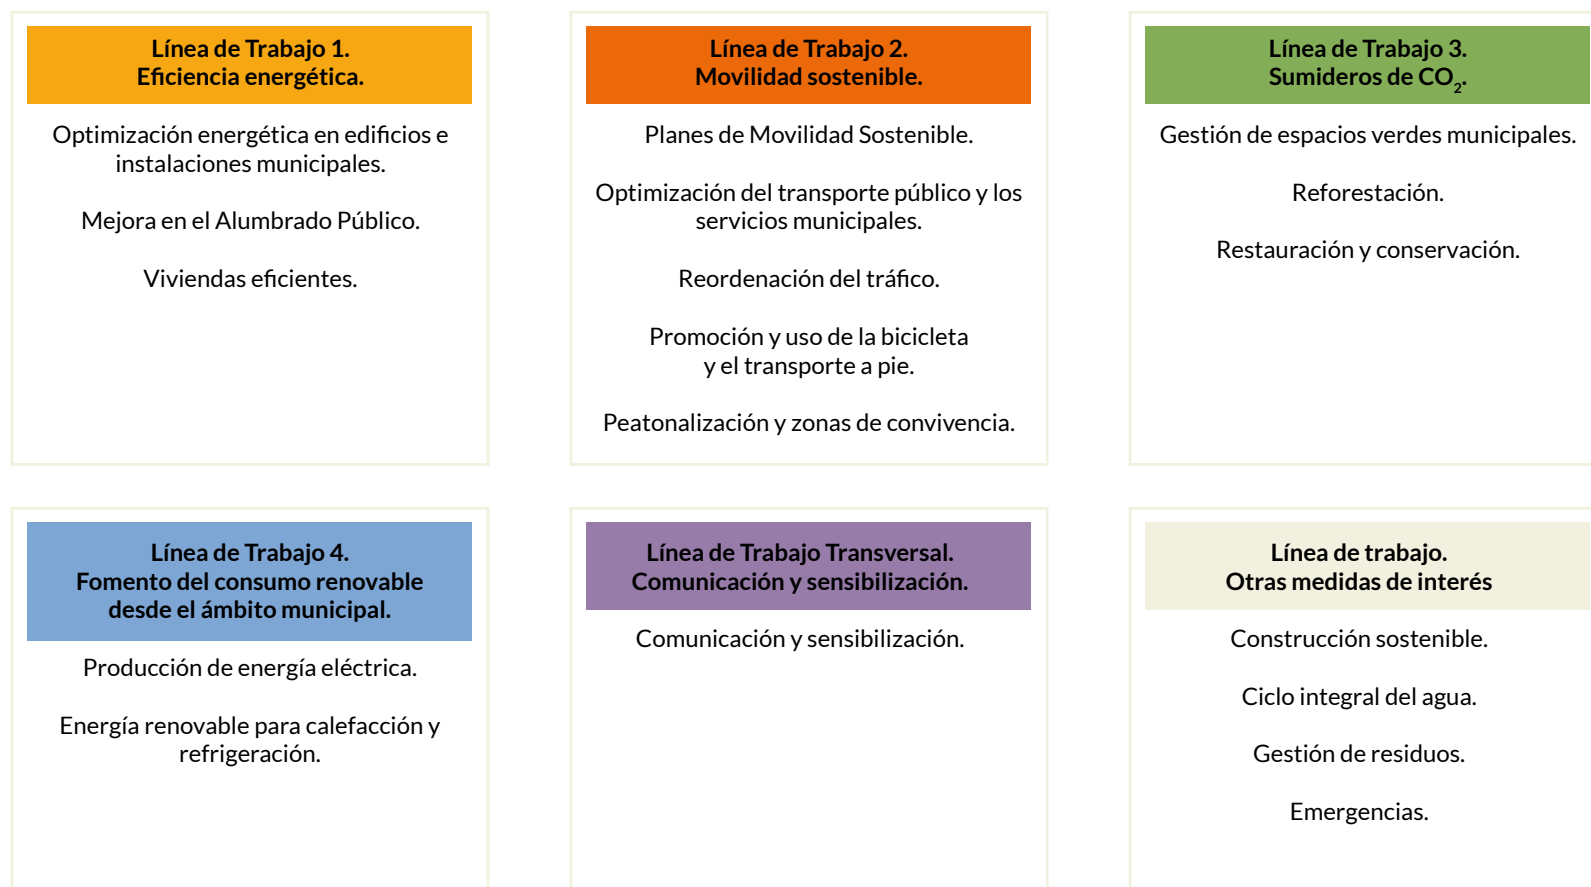 Línea de Trabajo 1.
Eficiencia energética.
Optimización energética en edificios e
instalaciones municipales.
Mejora en el Alumbrado Público.
Viviendas eficientes.
Línea de Trabajo 2.
Movilidad sostenible.
Planes de Movilidad Sostenible.
Optimización del transporte público y los
servicios municipales.
Reordenación del tráfico.
Promoción y uso de la bicicleta
y el transporte a pie.
Peatonalización y zonas de convivencia.
Línea de Trabajo 3.
Sumideros de CO₂.
Gestión de espacios verdes municipales.
Reforestación.
Restauración y conservación.
Línea de Trabajo 4.
Fomento del consumo renovable
desde el ámbito municipal.
Producción de energía eléctrica.
Energía renovable para calefacción y
refrigeración.
Línea de Trabajo Transversal.
Comunicación y sensibilización.
Comunicación y sensibilización.
Línea de trabajo.
Otras medidas de interés
Construcción sostenible.
Ciclo integral del agua.
Gestión de residuos.
Emergencias.